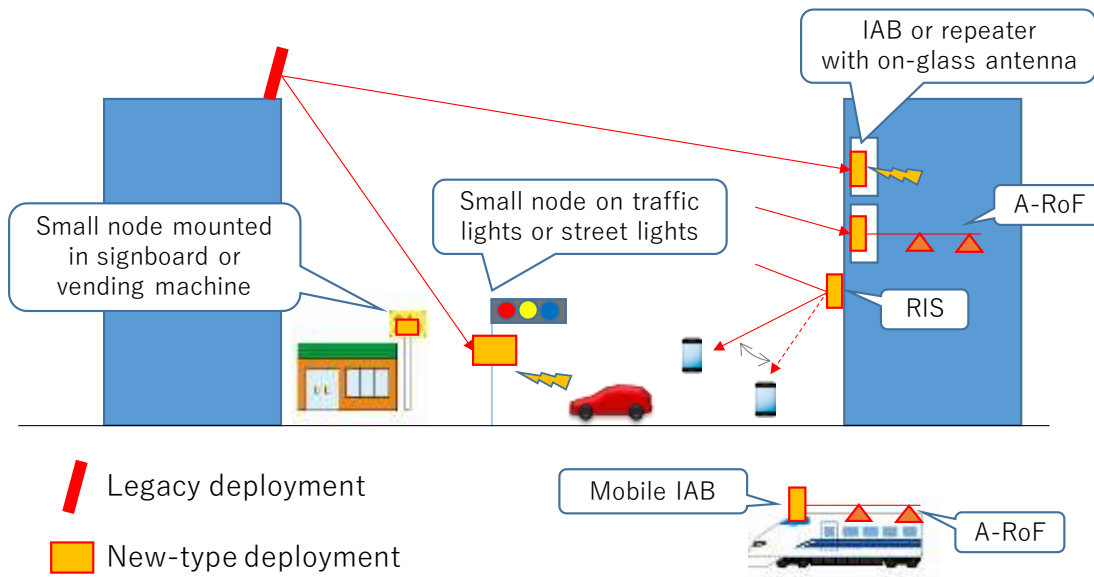 IAB or repeater
with on-glass antenna
A-RoF
Small node on traffic
lights or street lights
Small node mounted
in signboard or
vending machine
RIS
Legacy deployment
Mobile IAB
New-type deployment
A-RoF